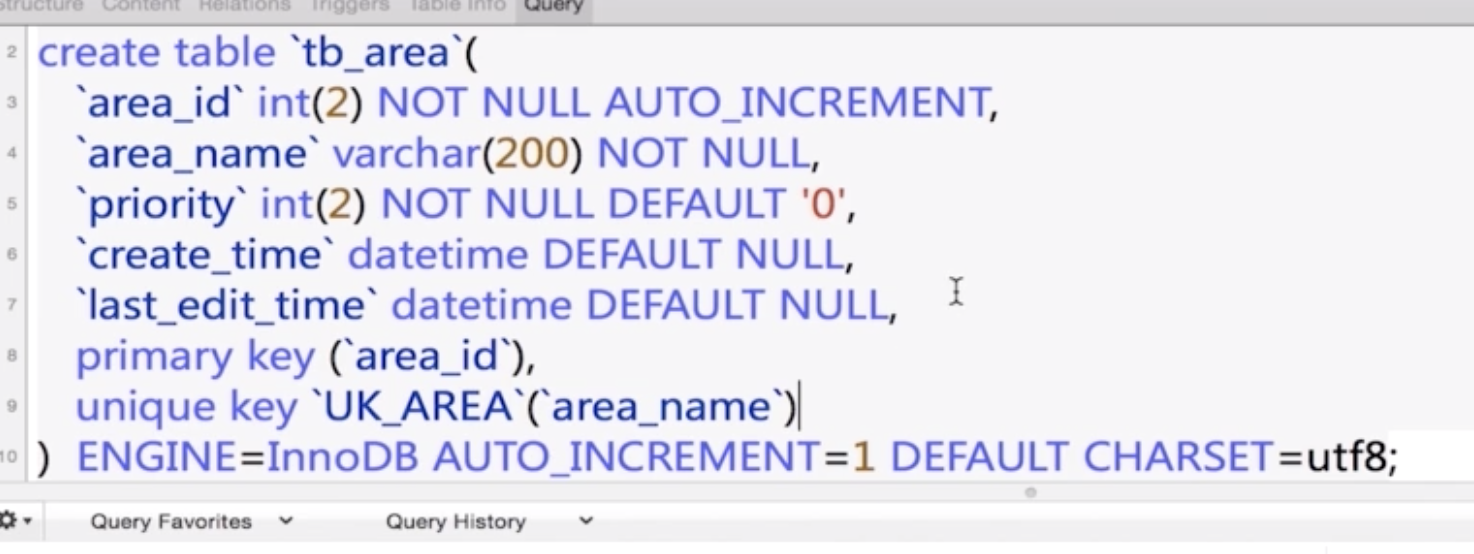 Structure Content Relations Triggers Table Info Query
2 create table `tb_area`(
3 `area_id` int(2) NOT NULL AUTO_INCREMENT,
4 `area_name` varchar(200) NOT NULL,
5 `priority` int(2) NOT NULL DEFAULT '0',
6 `create_time` datetime DEFAULT NULL,
7 `last_edit_time` datetime DEFAULT NULL,
8 primary key (`area_id`),
9 unique key `UK_AREA`(`area_name`)
10 ) ENGINE=InnoDB AUTO_INCREMENT=1 DEFAULT CHARSET=utf8;
Query Favorites Query History